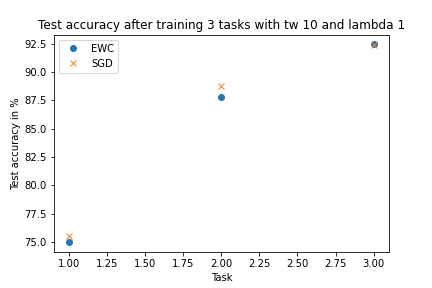 Test accuracy after training 3 tasks with tw 10 and lambda 1
EWC
SGD
Test accuracy in %
92.5
90.0
87.5
85.0
82.5
80.0
77.5
75.0
1.00 1.25 1.50 1.75 2.00 2.25 2.50 2.75 3.00
Task